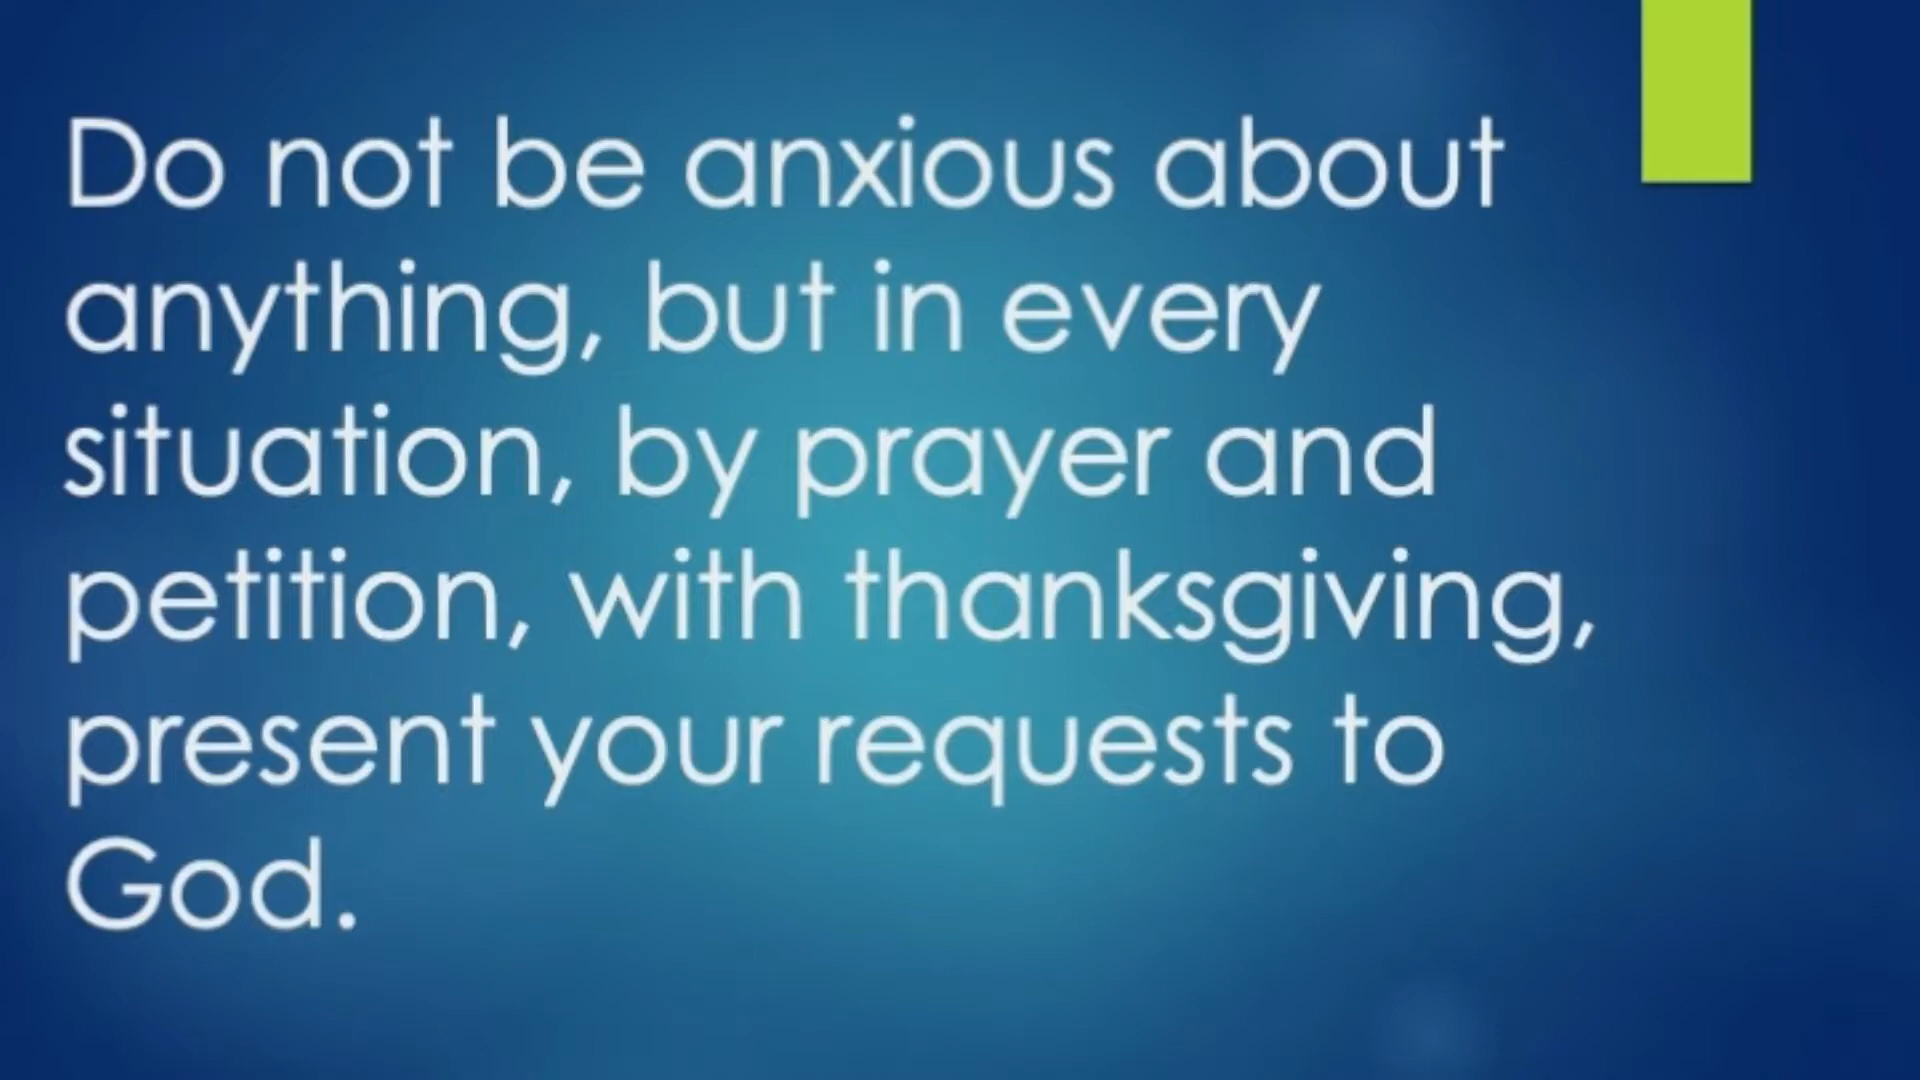 Do not be anxious about
anything, but in every
situation, by prayer and
petition, with thanksgiving,
present your requests to
God.